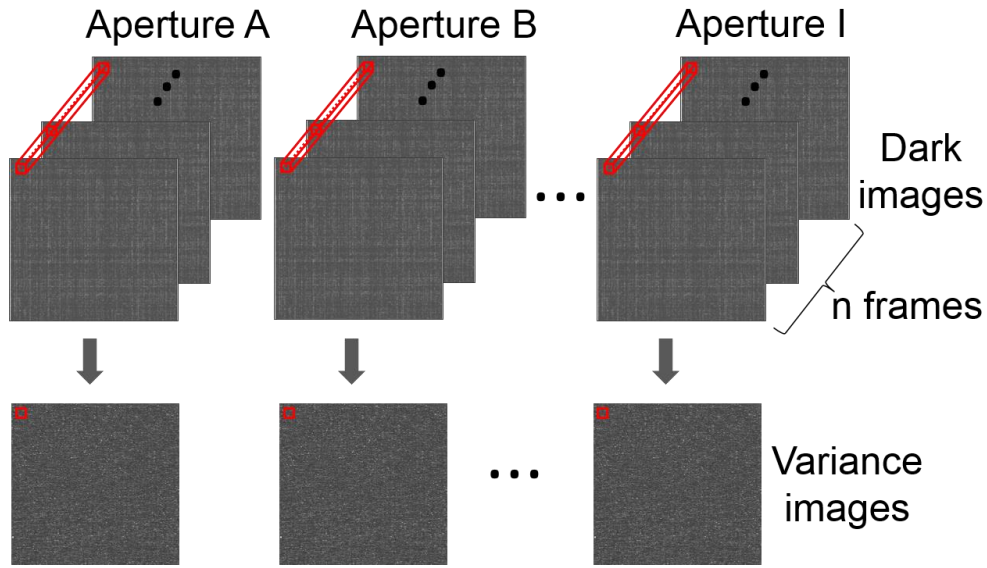 Aperture A
Aperture B
Aperture I
Dark
images
n frames
Variance
images